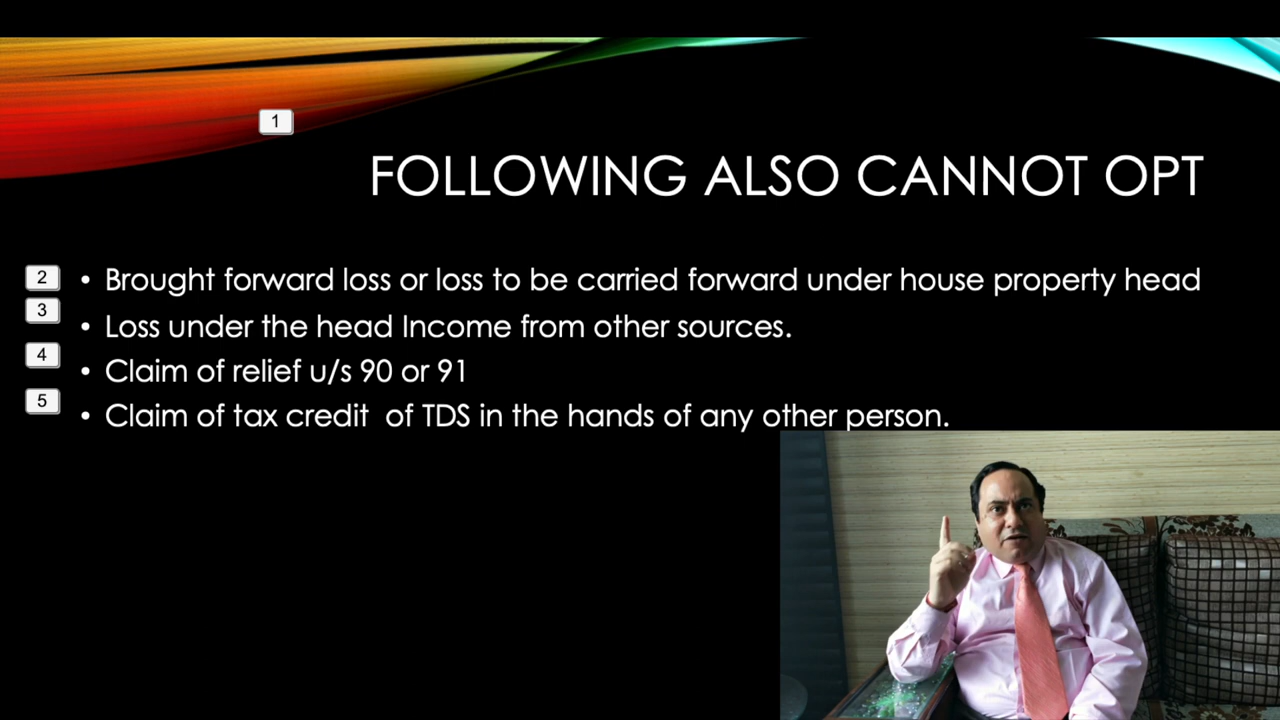 1
FOLLOWING ALSO CANNOT OPT
2 • Brought forward loss or loss to be carried forward under house property head
3 • Loss under the head Income from other sources.
4 • Claim of relief u/s 90 or 91
5 • Claim of tax credit of TDS in the hands of any other person.